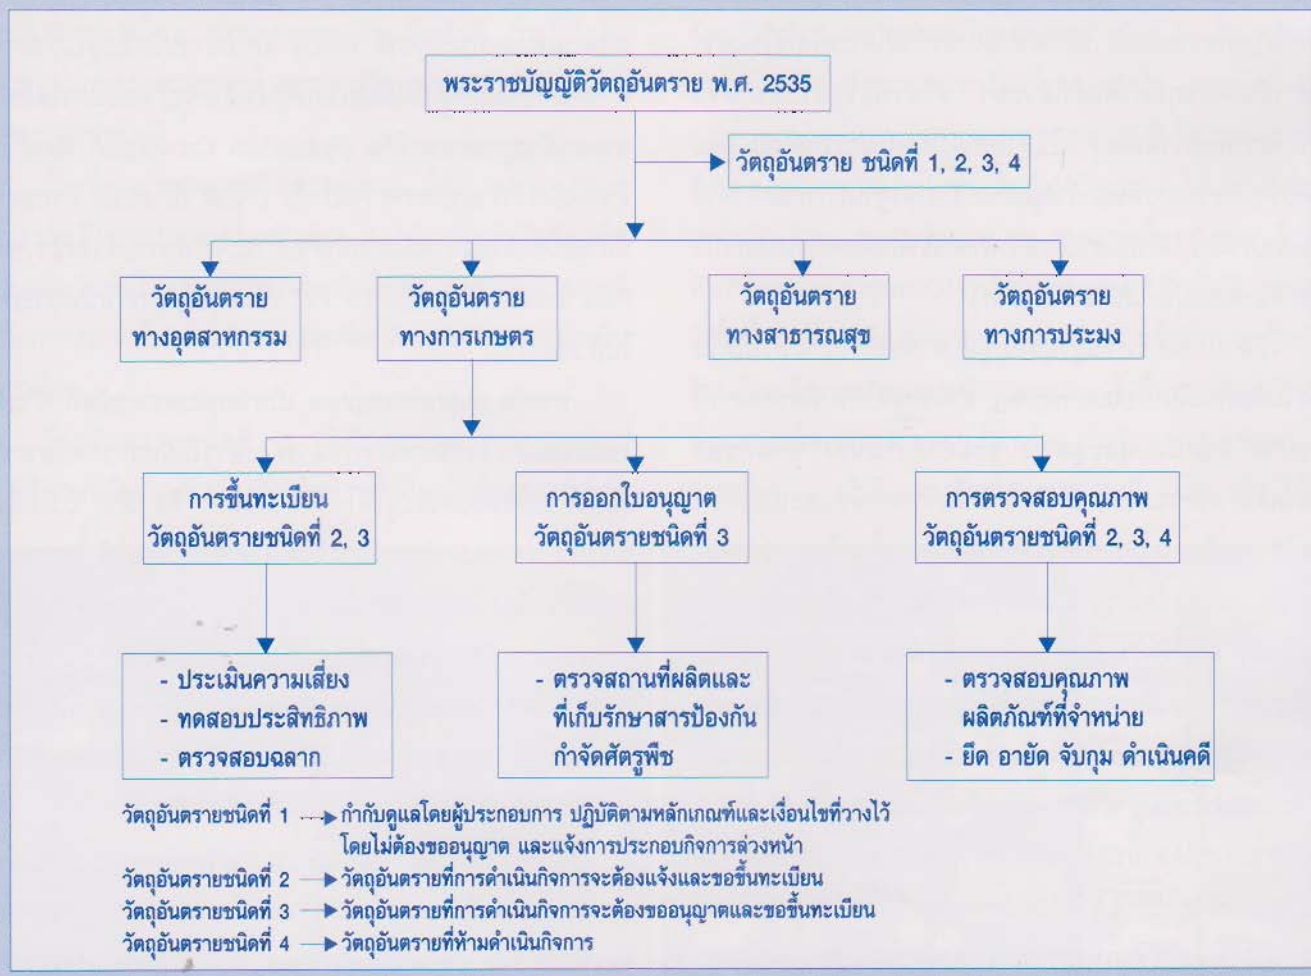 พระราชบัญญัติวัตถุอันตราย พ.ศ. 2535
วัตถุอันตราย ชนิดที่ 1, 2, 3, 4
วัตถุอันตราย
ทางอุตสาหกรรม
วัตถุอันตราย
ทางการเกษตร
วัตถุอันตราย
ทางสาธารณสุข
วัตถุอันตราย
ทางการประมง
การขึ้นทะเบียน
วัตถุอันตรายชนิดที่ 2, 3
การออกใบอนุญาต
วัตถุอันตรายชนิดที่ 3
การตรวจสอบคุณภาพ
วัตถุอันตรายชนิดที่ 2, 3, 4
- ประเมินความเสี่ยง
- ทดสอบประสิทธิภาพ
- ตรวจสอบฉลาก
- ตรวจสถานที่ผลิตและ
ที่เก็บรักษาสารป้องกัน
กำจัดศัตรูพืช
- ตรวจสอบคุณภาพ
ผลิตภัณฑ์ที่จำหน่าย
- ยึด อายัด จับกุม ดำเนินคดี
วัตถุอันตรายชนิดที่ 1 → กำกับดูแลโดยผู้ประกอบการ ปฏิบัติตามหลักเกณฑ์และเงื่อนไขที่วางไว้
โดยไม่ต้องขออนุญาต และแจ้งการประกอบกิจการล่วงหน้า
วัตถุอันตรายชนิดที่ 2 → วัตถุอันตรายที่การดำเนินกิจการจะต้องแจ้งและขอขึ้นทะเบียน
วัตถุอันตรายชนิดที่ 3 → วัตถุอันตรายที่การดำเนินกิจการจะต้องขออนุญาตและขอขึ้นทะเบียน
วัตถุอันตรายชนิดที่ 4 → วัตถุอันตรายที่ห้ามดำเนินกิจการ